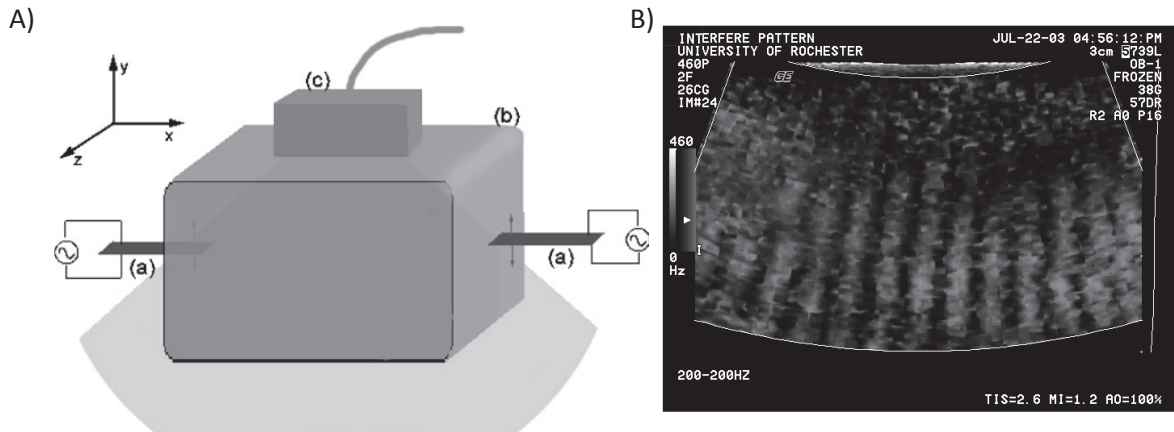 A)
y
x
z
(c)
(b)
(a)
(a)
B)
INTERFERE PATTERN JUL-22-03 04:56:12 PM
UNIVERSITY OF ROCHESTER 3cm 5739L
460P OB-1
2F GE FROZEN
26CG 38G
IM#24 57DR
R2 A0 P16
460
0
Hz
200-200HZ
TIS=2.6 MI=1.2 AO=100%